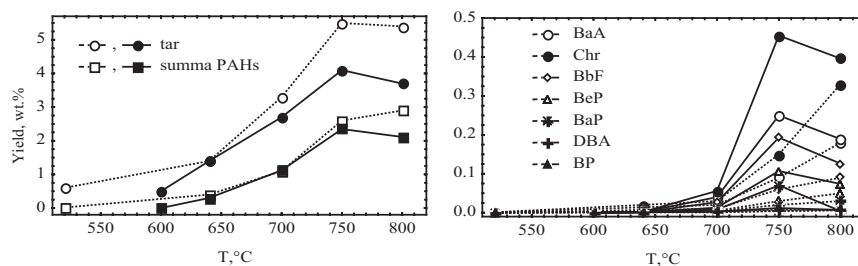 Yield, wt.%
5
4
3
2
1
0
, tar
, summa PAHs
550 600 650 700 750 800
T,°C
0.5
0.4
0.3
0.2
0.1
0.0
BaA
Chr
BbF
BeP
BaP
DBA
BP
550 600 650 700 750 800
T,°C